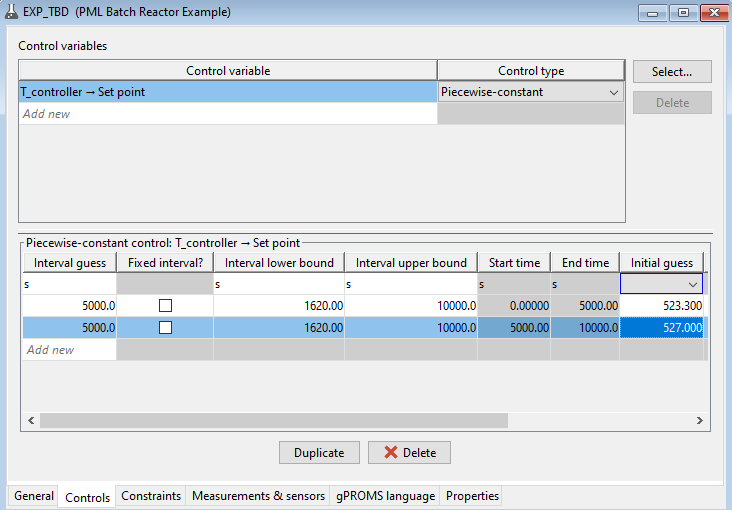 EXP_TBD (PML Batch Reactor Example)
Control variables
Control variable Control type
Select...
T_controller → Set point Piecewise-constant
Delete
Add new
Piecewise-constant control: T_controller → Set point
Interval guess Fixed interval? Interval lower bound Interval upper bound Start time End time Initial guess
s s s s s
5000.0 1620.00 10000.0 0.00000 5000.00 523.300
5000.0 1620.00 10000.0 5000.00 10000.0 527.000
Add new
Duplicate Delete
General Controls Constraints Measurements & sensors gPROMS language Properties